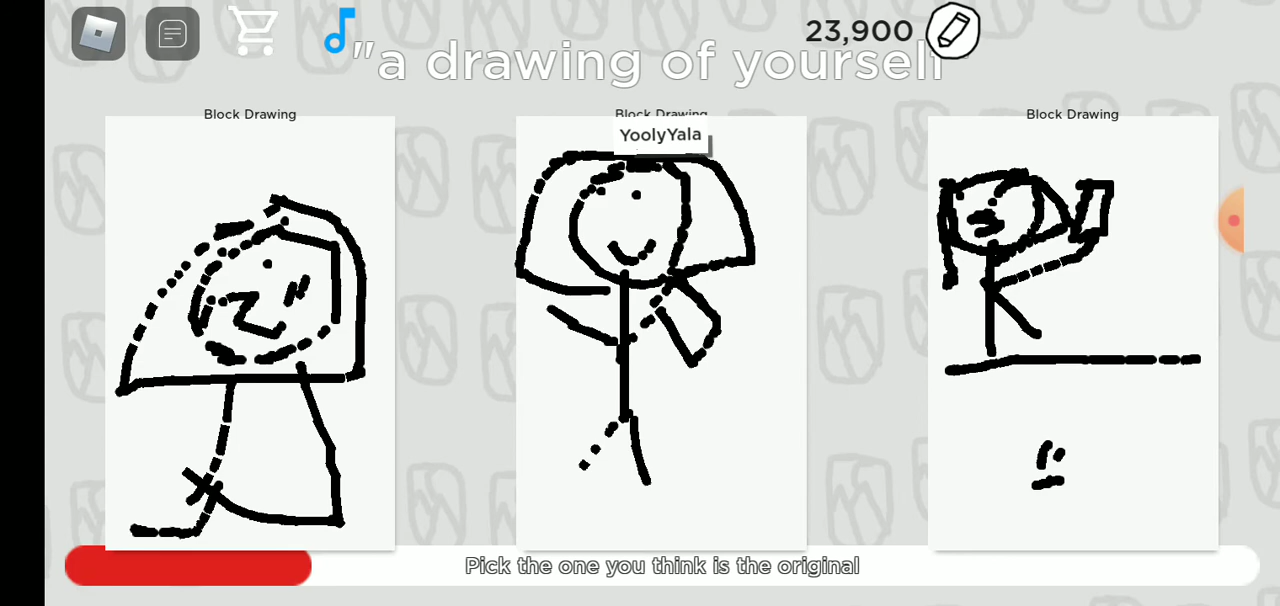 23,900
"a drawing of yourself"
Block Drawing
Block Drawing
Block Drawing
YoolyYala
Pick the one you think is the original